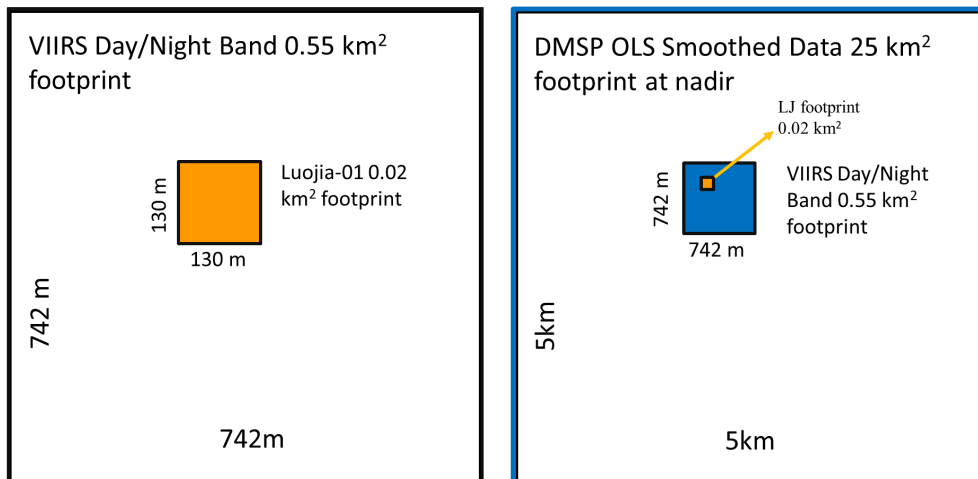 VIIRS Day/Night Band 0.55 km²
footprint
Luojia-01 0.02
km² footprint
130 m
130 m
742 m
742m
DMSP OLS Smoothed Data 25 km²
footprint at nadir
LJ footprint
0.02 km²
VIIRS Day/Night
Band 0.55 km²
footprint
742 m
742 m
5km
5km